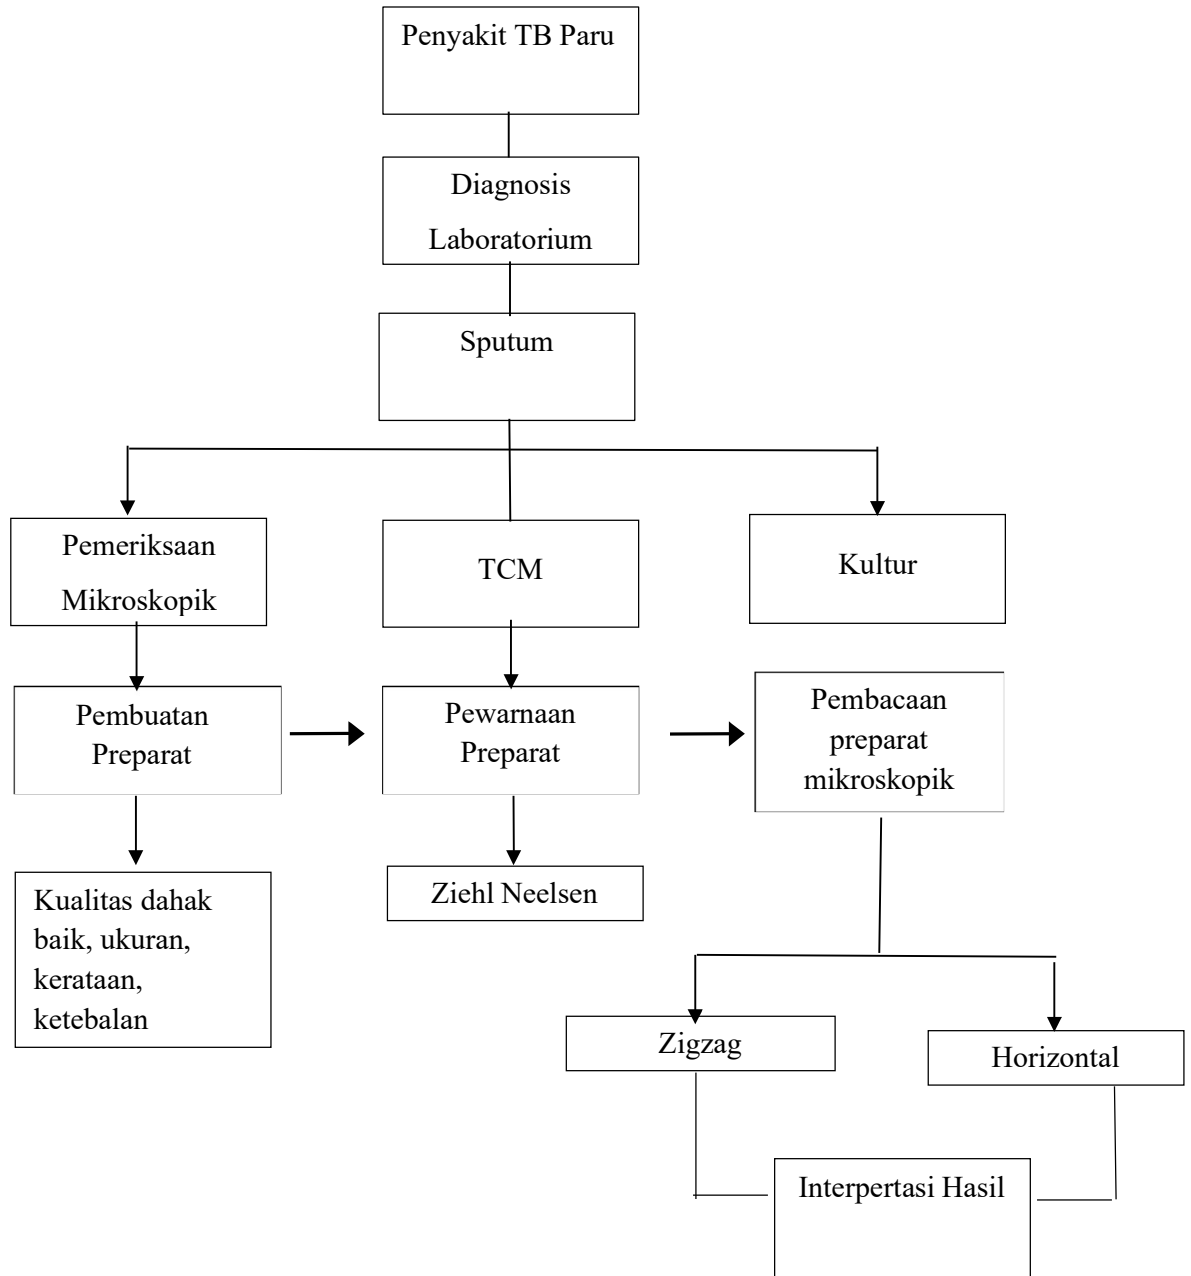 Penyakit TB Paru
Diagnosis
Laboratorium
Sputum
Pemeriksaan
Mikroskopik
TCM
Kultur
Pembuatan
Preparat
Pewarnaan
Preparat
Pembacaan
preparat
mikroskopik
Kualitas dahak
baik, ukuran,
kerataan,
ketebalan
Ziehl Neelsen
Zigzag
Horizontal
Interpertasi Hasil